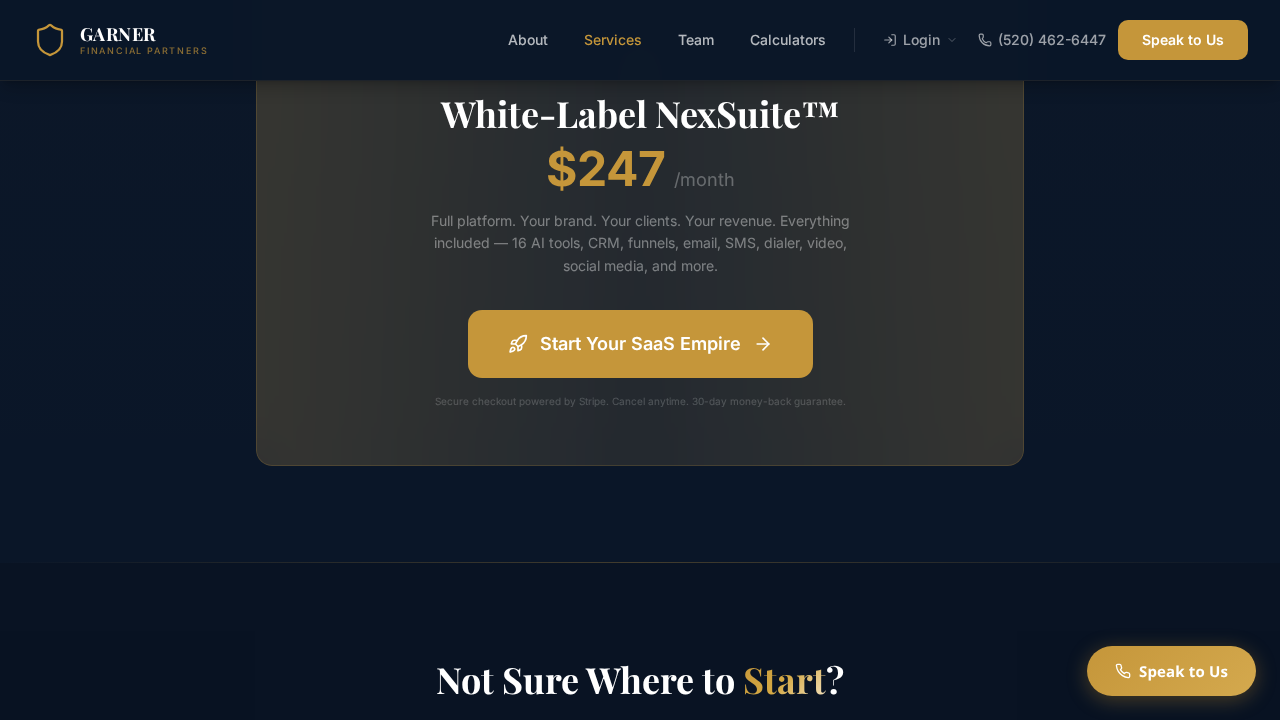 GARNER
FINANCIAL PARTNERS
About
Services
Team
Calculators
Login
(520) 462-6447
Speak to Us
White-Label NexSuite™
$247 /month
Full platform. Your brand. Your clients. Your revenue. Everything
included — 16 AI tools, CRM, funnels, email, SMS, dialer, video,
social media, and more.
Start Your SaaS Empire
Secure checkout powered by Stripe. Cancel anytime. 30-day money-back guarantee.
Not Sure Where to Start?
Speak to Us